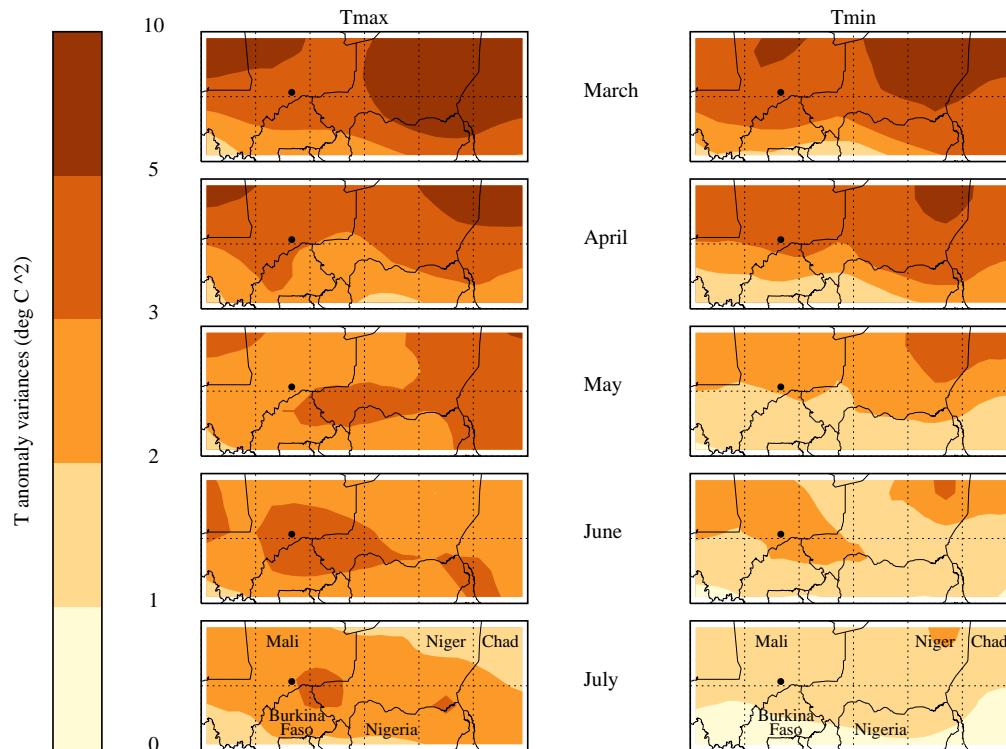 10
Tmax
Tmin
March
5
April
3
T anomaly variances (deg C ^2)
May
2
June
1
Mali
Niger
Chad
Mali
Niger
Chad
July
Burkina
Faso
Nigeria
Burkina
Faso
Nigeria
0